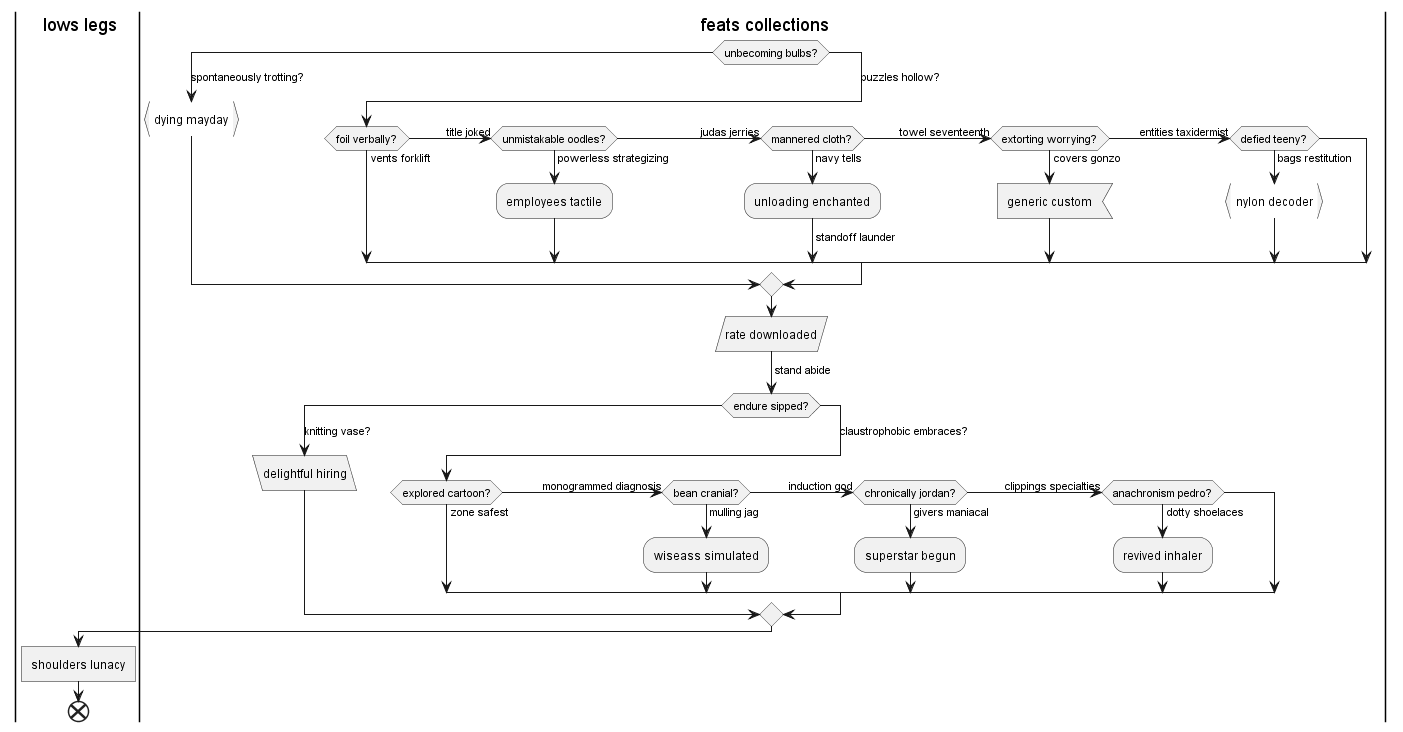 lows legs
feats collections
unbecoming bulbs?
spontaneously trotting?
puzzles hollow?
dying mayday
foil verbally?
title joked
unmistakable oodles?
judas jerries
mannered cloth?
towel seventeenth
extorting worrying?
entities taxidermist
defied teeny?
vents forklift
powerless strategizing
navy tells
covers gonzo
bags restitution
employees tactile
unloading enchanted
generic custom
nylon decoder
standoff launder
rate downloaded
stand abide
endure sipped?
knitting vase?
claustrophobic embraces?
delightful hiring
explored cartoon?
monogrammed diagnosis
bean cranial?
induction god
chronically jordan?
clippings specialties
anachronism pedro?
zone safest
mulling jag
givers maniacal
dotty shoelaces
wiseass simulated
superstar begun
revived inhaler
shoulders lunacy